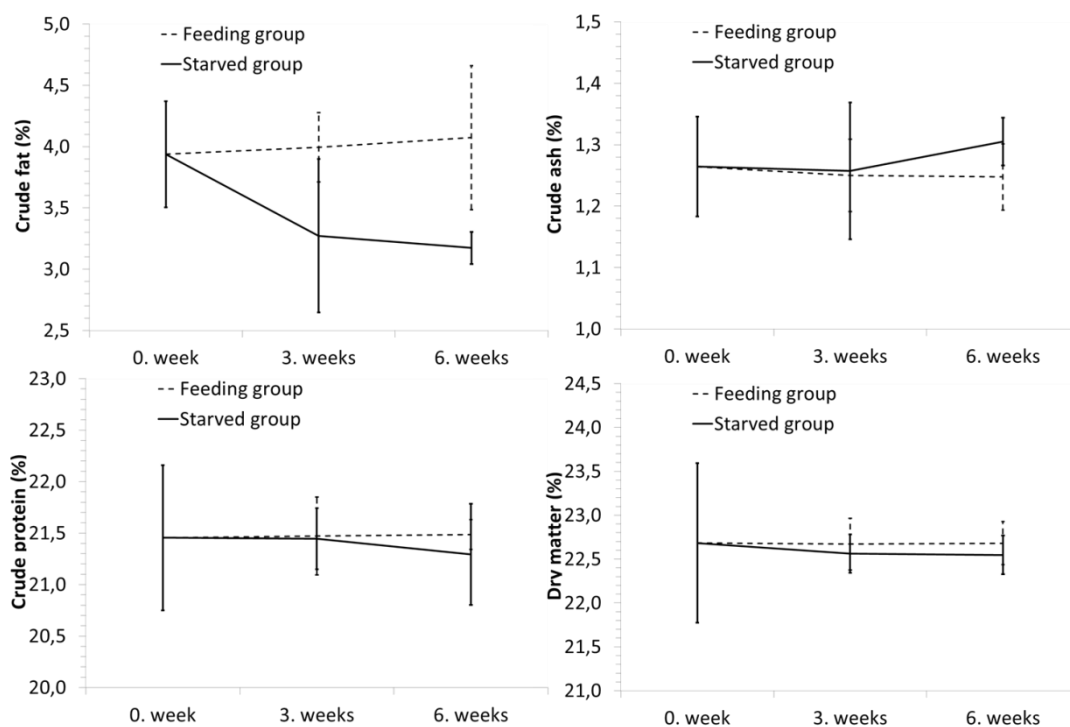 5,0
4,5
4,0
3,5
3,0
2,5
Crude fat (%)
Feeding group
Starved group
0. week 3. weeks 6. weeks
1,5
1,4
1,3
1,2
1,1
1,0
Crude ash (%)
Feeding group
Starved group
0. week 3. weeks 6. weeks
23,0
22,5
22,0
21,5
21,0
20,5
20,0
Crude protein (%)
Feeding group
Starved group
0. week 3. weeks 6. weeks
24,5
24,0
23,5
23,0
22,5
22,0
21,5
21,0
Dry matter (%)
Feeding group
Starved group
0. week 3. weeks 6. weeks